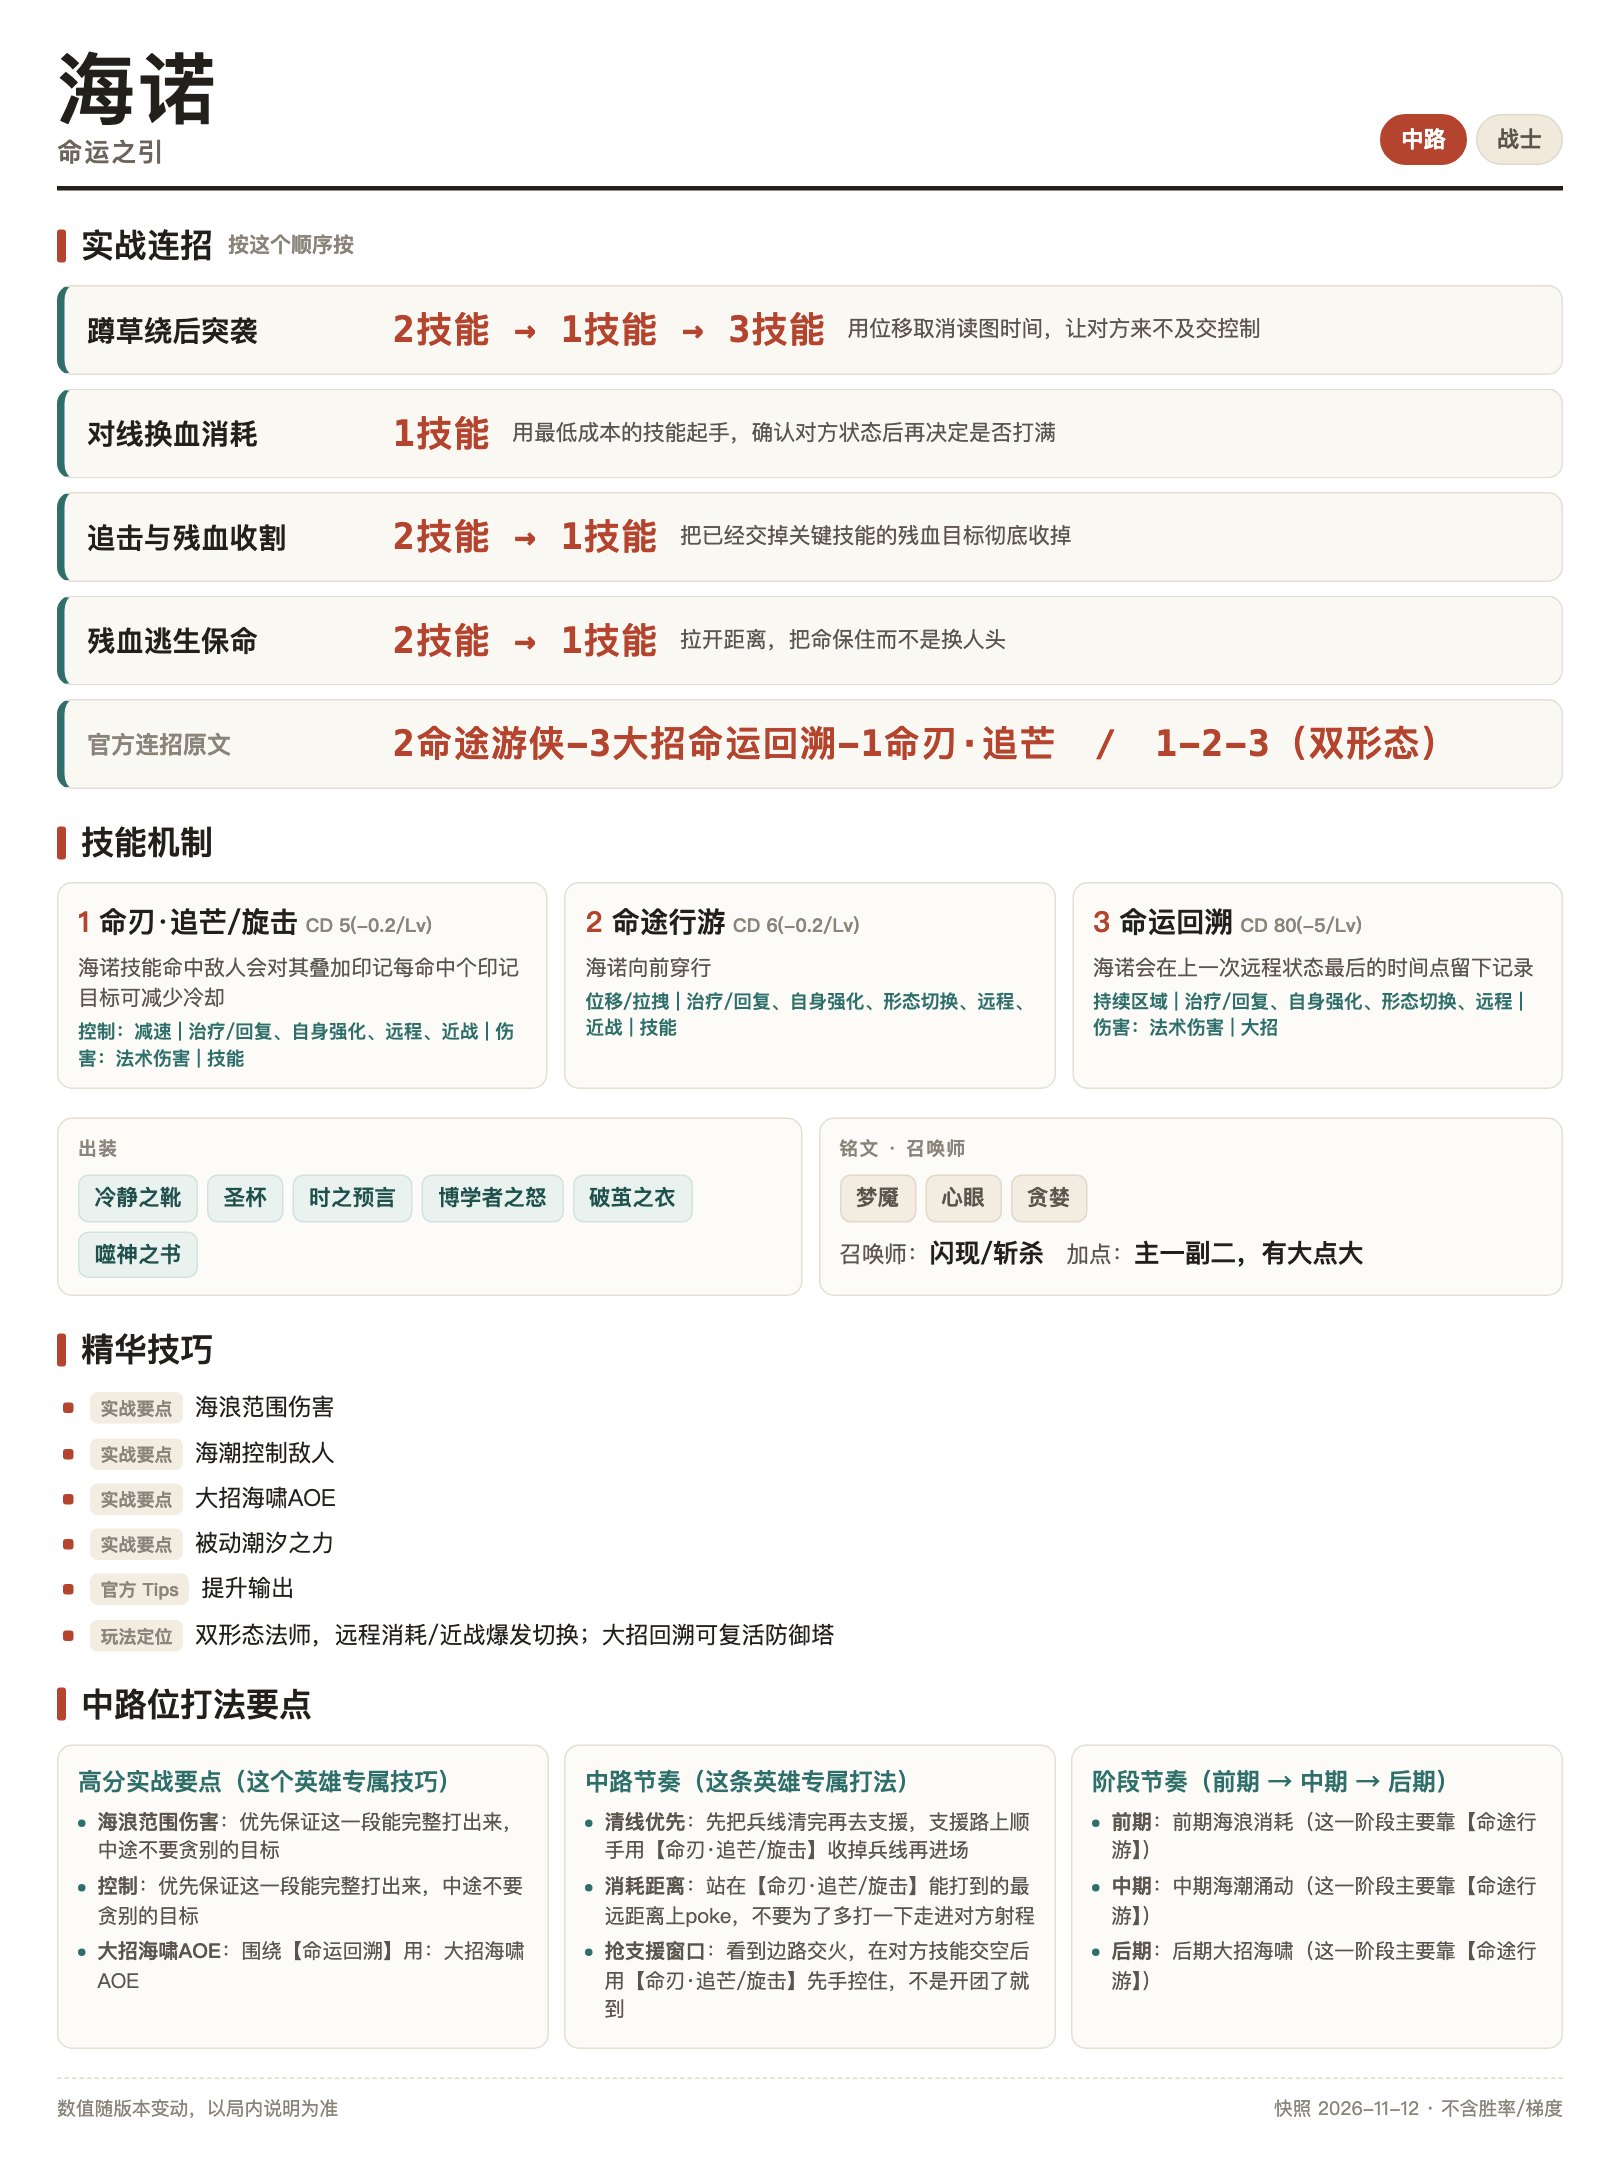 海诺
命运之引
中路 战士
实战连招 按这个顺序按
蹲草绕后突袭 2技能 → 1技能 → 3技能 用位移取消读图时间，让对方来不及交控制
对线换血消耗 1技能 用最低成本的技能起手，确认对方状态后再决定是否打满
追击与残血收割 2技能 → 1技能 把已经交掉关键技能的残血目标彻底收掉
残血逃生保命 2技能 → 1技能 拉开距离，把命保住而不是换人头
官方连招原文 2命途游侠–3大招命运回溯–1命刃·追芒 / 1–2–3（双形态）
技能机制
1 命刃·追芒/旋击 CD 5(–0.2/Lv)
海诺技能命中敌人会对其叠加印记每命中个印记
目标可减少冷却
控制：减速 | 治疗/回复、自身强化、远程、近战 | 伤
害：法术伤害 | 技能
2 命途行游 CD 6(–0.2/Lv)
海诺向前穿行
位移/拉拽 | 治疗/回复、自身强化、形态切换、远程、
近战 | 技能
3 命运回溯 CD 80(–5/Lv)
海诺会在上一次远程状态最后的时间点留下记录
持续区域 | 治疗/回复、自身强化、形态切换、远程 |
伤害：法术伤害 | 大招
出装
冷静之靴 圣杯 时之预言 博学者之怒 破茧之衣
噬神之书
铭文 · 召唤师
梦魇 心眼 贪婪
召唤师：闪现/斩杀 加点：主一副二，有大点大
精华技巧
实战要点 海浪范围伤害
实战要点 海潮控制敌人
实战要点 大招海啸AOE
实战要点 被动潮汐之力
官方 Tips 提升输出
玩法定位 双形态法师，远程消耗/近战爆发切换；大招回溯可复活防御塔
中路位打法要点
高分实战要点（这个英雄专属技巧）
海浪范围伤害：优先保证这一段能完整打出来，
中途不要贪别的目标
控制：优先保证这一段能完整打出来，中途不要
贪别的目标
大招海啸AOE：围绕【命运回溯】用：大招海啸
AOE
中路节奏（这条英雄专属打法）
清线优先：先把兵线清完再去支援，支援路上顺
手用【命刃·追芒/旋击】收掉兵线再进场
消耗距离：站在【命刃·追芒/旋击】能打到的最
远距离上poke，不要为了多打一下走进对方射程
抢支援窗口：看到边路交火，在对方技能交空后
用【命刃·追芒/旋击】先手控住，不是开团了就
到
阶段节奏（前期 → 中期 → 后期）
前期：前期海浪消耗（这一阶段主要靠【命途行
游】）
中期：中期海潮涌动（这一阶段主要靠【命途行
游】）
后期：后期大招海啸（这一阶段主要靠【命途行
游】）
数值随版本变动，以局内说明为准
快照 2026–11–12 · 不含胜率/梯度